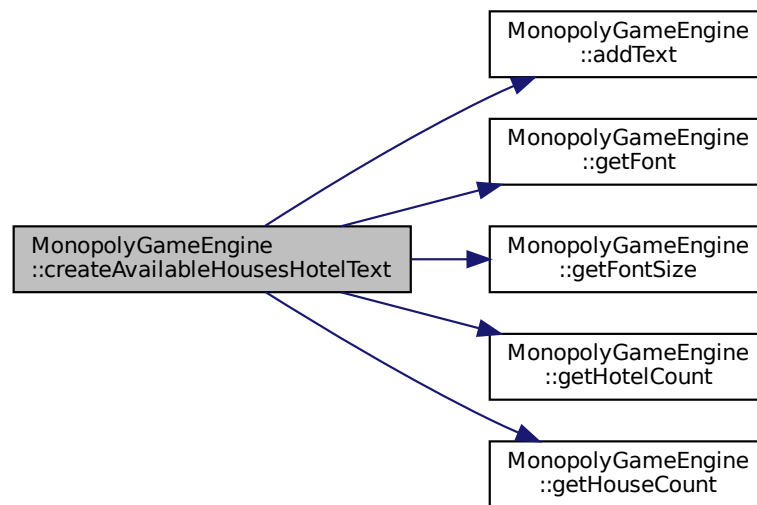 MonopolyGameEngine
::addText
MonopolyGameEngine
::getFont
MonopolyGameEngine
::createAvailableHousesHotelText
MonopolyGameEngine
::getFontSize
MonopolyGameEngine
::getHotelCount
MonopolyGameEngine
::getHouseCount